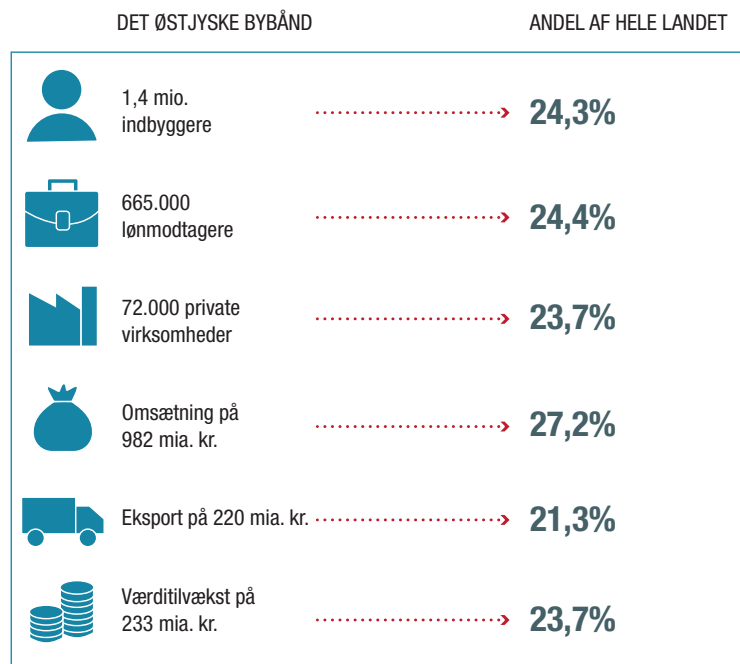 DET ØSTJYSKE BYBÅND
ANDEL AF HELE LANDET
1,4 mio.
indbyggere
24,3%
665.000
lønmodtagere
24,4%
72.000 private
virksomheder
23,7%
Omsætning på
982 mia. kr.
27,2%
Eksport på 220 mia. kr.
21,3%
Værditilvækst på
233 mia. kr.
23,7%